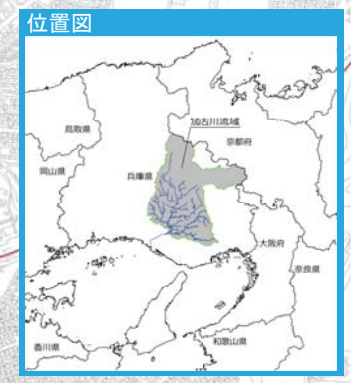 位置図
加古川流域
鳥取県
京都府
岡山県
兵庫県
大阪府
奈良県
和歌山県
香川県